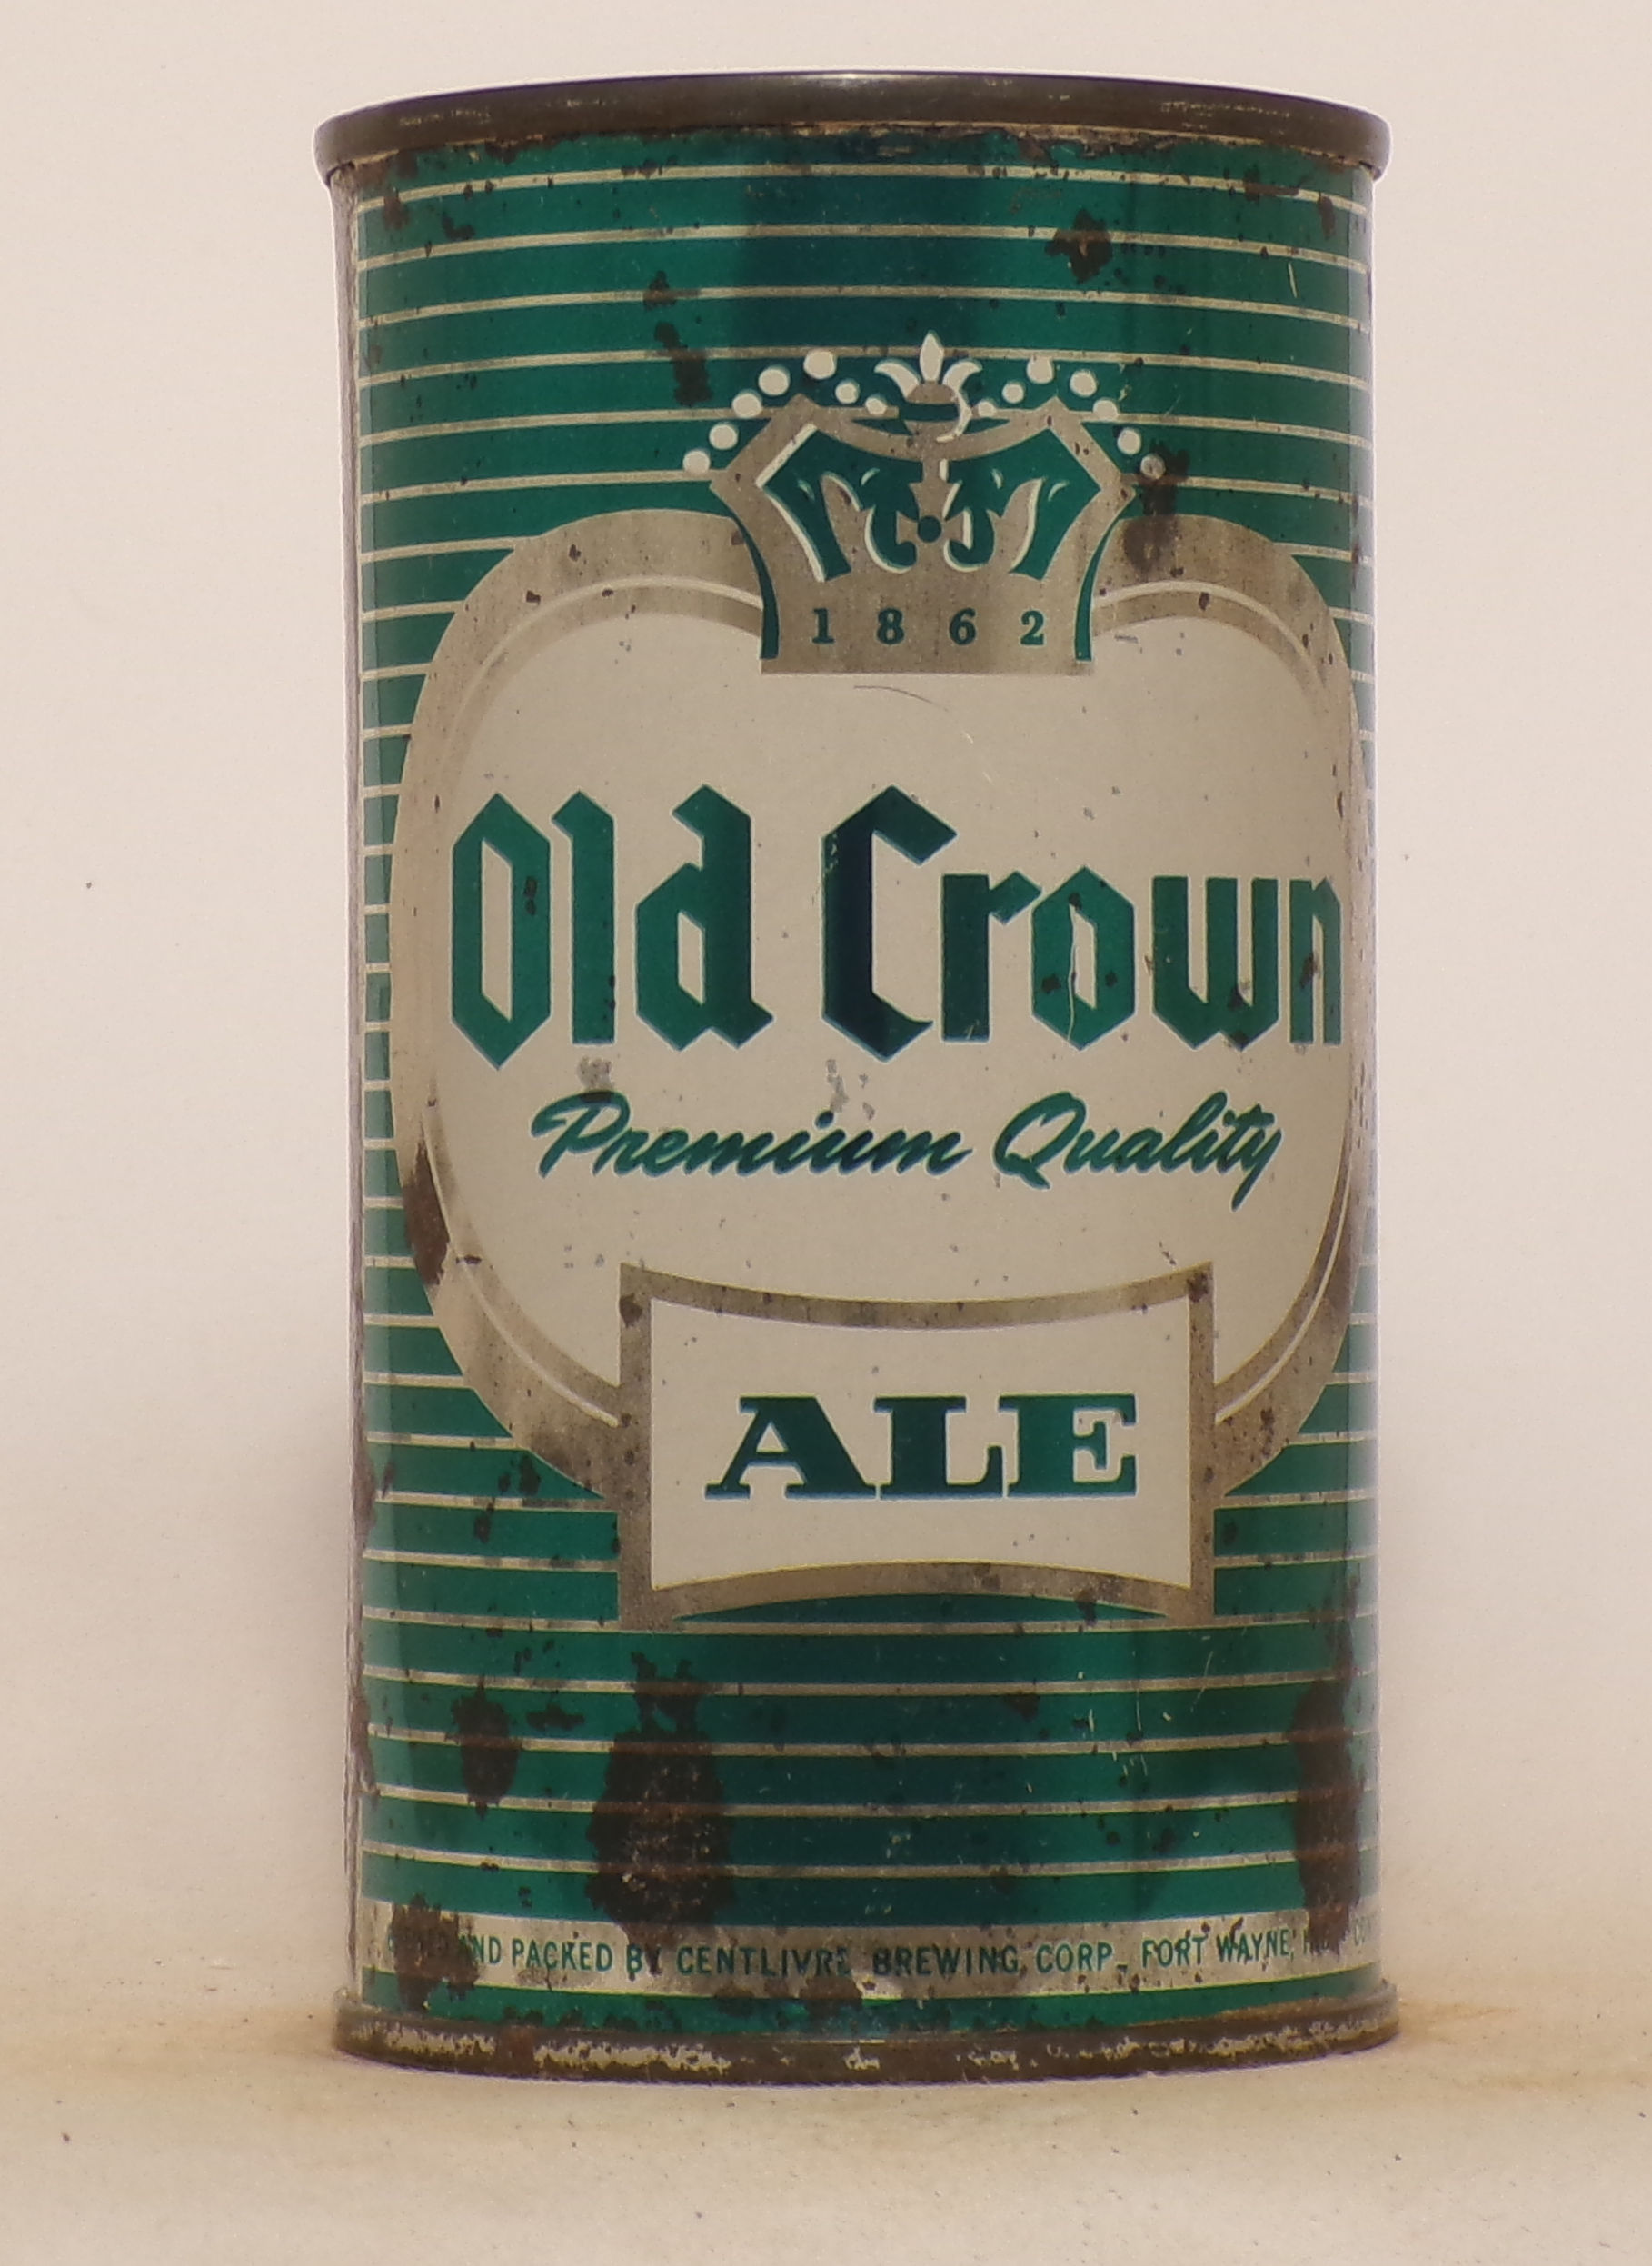 1862
Old Crown
Premium Quality
ALE
AND PACKED BY CENTLIVRE BREWING CORP. FORT WAYNE,